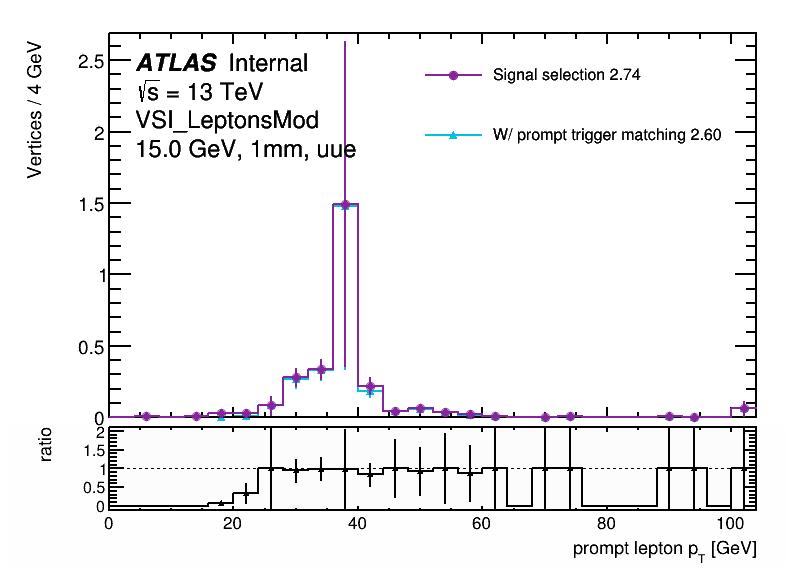 ATLAS Internal
√s = 13 TeV
VSI_LeptonsMod
15.0 GeV, 1mm, uue
Signal selection 2.74
W/ prompt trigger matching 2.60
Vertices / 4 GeV
2.5
2
1.5
1
0.5
0
ratio
2
1.5
1
0.5
0
0 20 40 60 80 100
prompt lepton pT [GeV]